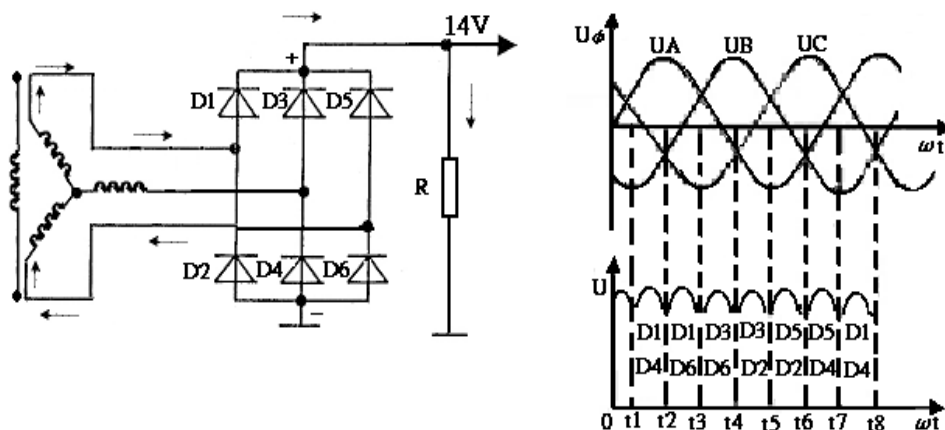 14V
+
D1 D3 D5
R
D2 D4 D6
-
Uϕ
UA UB UC
ωt
U
D1 D1 D3 D3 D5 D5 D1
D4 D6 D6 D2 D2 D4 D4
0 t1 t2 t3 t4 t5 t6 t7 t8 ωt